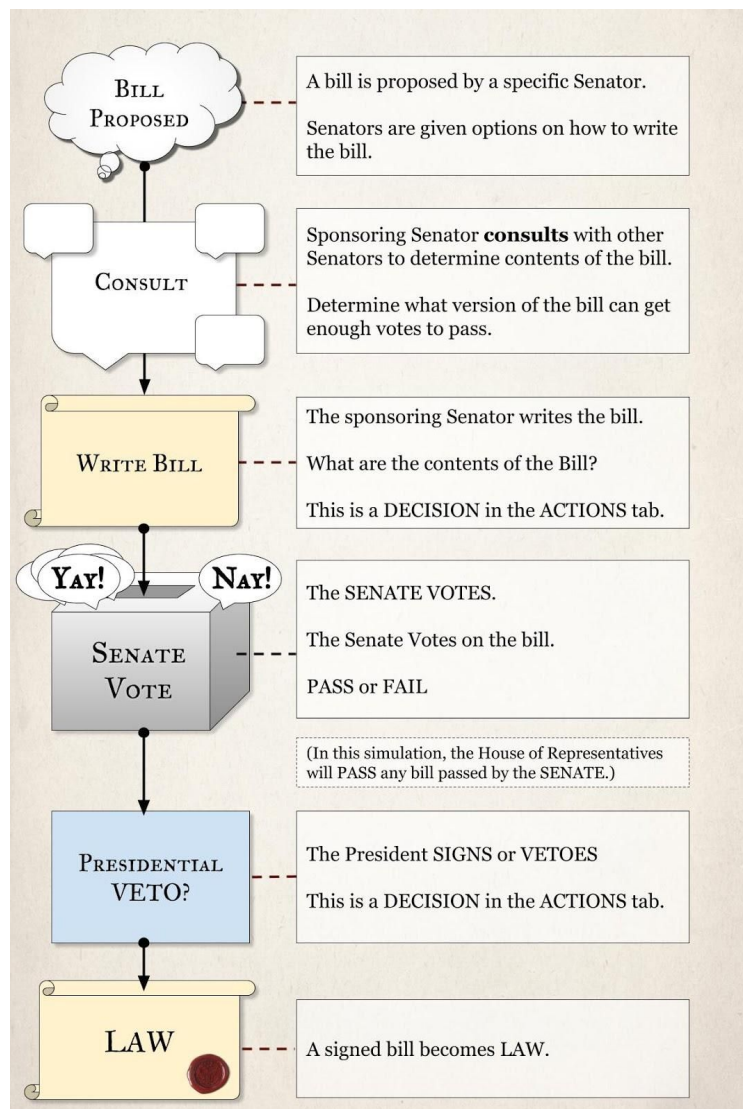 BILL
PROPOSED
A bill is proposed by a specific Senator.
Senators are given options on how to write
the bill.
CONSULT
Sponsoring Senator consults with other
Senators to determine contents of the bill.
Determine what version of the bill can get
enough votes to pass.
WRITE BILL
The sponsoring Senator writes the bill.
What are the contents of the Bill?
This is a DECISION in the ACTIONS tab.
YAY!
NAY!
SENATE
VOTE
The SENATE VOTES.
The Senate Votes on the bill.
PASS or FAIL
(In this simulation, the House of Representatives
will PASS any bill passed by the SENATE.)
PRESIDENTIAL
VETO?
The President SIGNS or VETOES
This is a DECISION in the ACTIONS tab.
LAW
A signed bill becomes LAW.